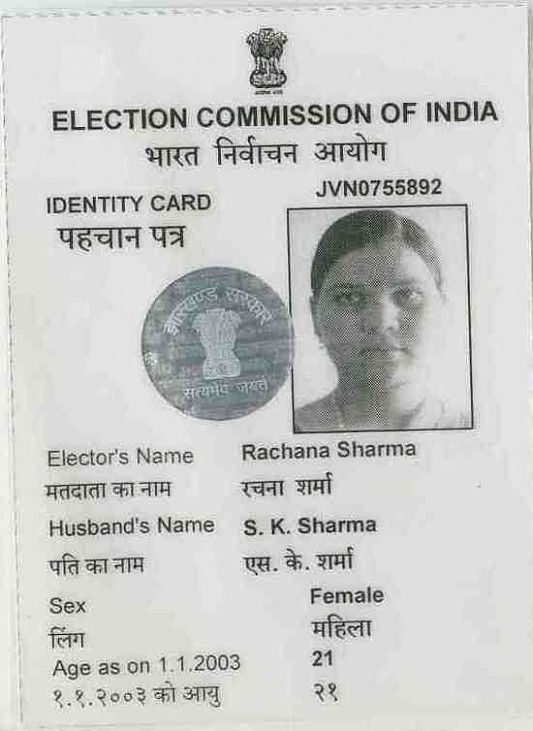 ELECTION COMMISSION OF INDIA
भारत निर्वाचन आयोग
JVN0755892
IDENTITY CARD
पहचान पत्र
झारखण्ड सरकार
सत्यमेव जयते
Elector's Name Rachana Sharma
मतदाता का नाम रचना शर्मा
Husband's Name S. K. Sharma
पति का नाम एस. के. शर्मा
Sex Female
लिंग महिला
Age as on 1.1.2003 21
१.१.२००३ को आयु २१